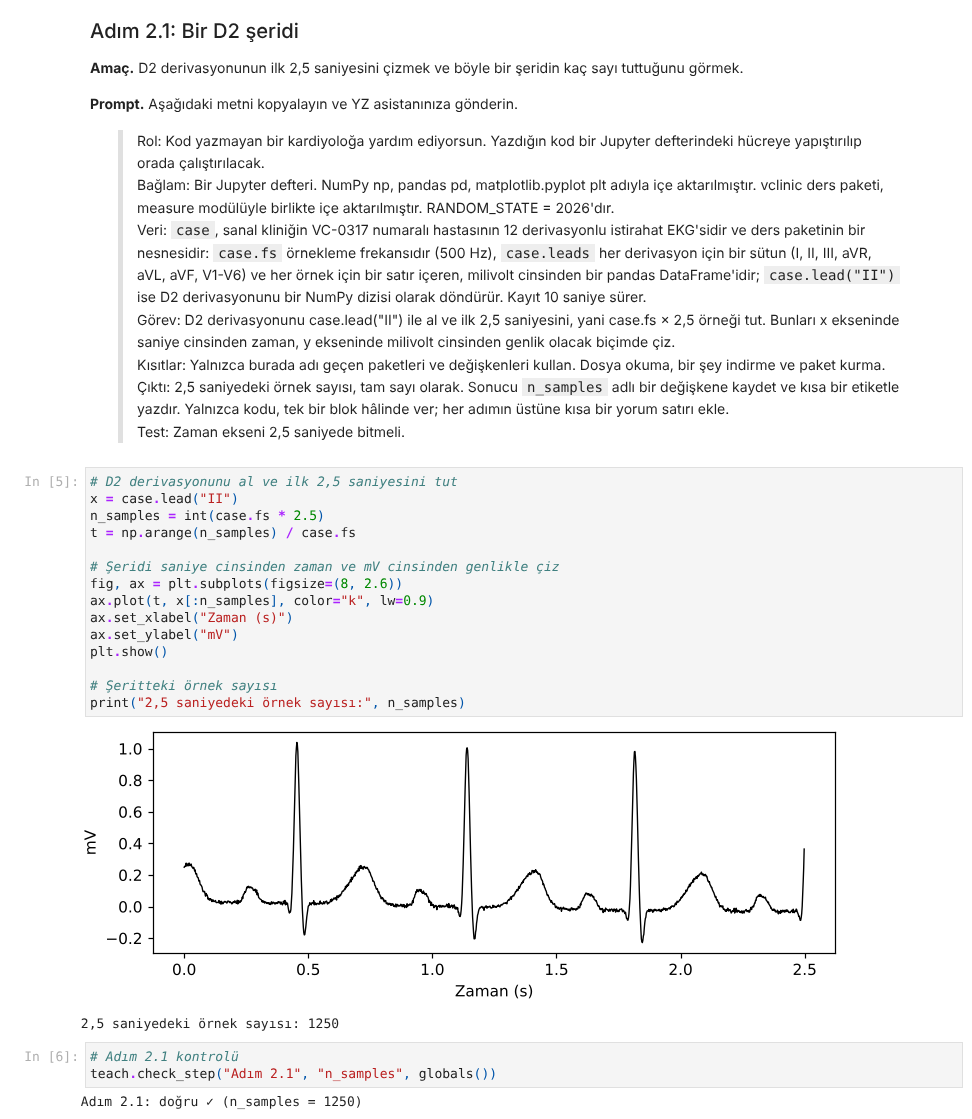 Adım 2.1: Bir D2 şeridi
Amaç. D2 derivasyonunun ilk 2,5 saniyesini çizmek ve böyle bir şeridin kaç sayı tuttuğunu görmek.
Prompt. Aşağıdaki metni kopyalayın ve YZ asistanınıza gönderin.
Rol: Kod yazmayan bir kardiyoloğa yardım ediyorsun. Yazdığın kod bir Jupyter defterindeki hücreye yapıştırılıp
orada çalıştırılacak.
Bağlam: Bir Jupyter defteri. NumPy np, pandas pd, matplotlib.pyplot plt adıyla içe aktarılmıştır. vclinic ders paketi,
measure modülüyle birlikte içe aktarılmıştır. RANDOM_STATE = 2026'dır.
Veri: case , sanal kliniğin VC-0317 numaralı hastasının 12 derivasyonlu istirahat EKG'sidir ve ders paketinin bir
nesnesidir: case.fs örnekleme frekansıdır (500 Hz), case.leads her derivasyon için bir sütun (I, II, III, aVR,
aVL, aVF, V1-V6) ve her örnek için bir satır içeren, milivolt cinsinden bir pandas DataFrame'idir; case.lead("II")
ise D2 derivasyonunu bir NumPy dizisi olarak döndürür. Kayıt 10 saniye sürer.
Görev: D2 derivasyonunu case.lead("II") ile al ve ilk 2,5 saniyesini, yani case.fs × 2,5 örneği tut. Bunları x ekseninde
saniye cinsinden zaman, y ekseninde milivolt cinsinden genlik olacak biçimde çiz.
Kısıtlar: Yalnızca burada adı geçen paketleri ve değişkenleri kullan. Dosya okuma, bir şey indirme ve paket kurma.
Çıktı: 2,5 saniyedeki örnek sayısı, tam sayı olarak. Sonucu n_samples adlı bir değişkene kaydet ve kısa bir etiketle
yazdır. Yalnızca kodu, tek bir blok hâlinde ver; her adımın üstüne kısa bir yorum satırı ekle.
Test: Zaman ekseni 2,5 saniyede bitmeli.
In [5]:
# D2 derivasyonunu al ve ilk 2,5 saniyesini tut
x = case.lead("II")
n_samples = int(case.fs * 2.5)
t = np.arange(n_samples) / case.fs
# Şeridi saniye cinsinden zaman ve mV cinsinden genlikle çiz
fig, ax = plt.subplots(figsize=(8, 2.6))
ax.plot(t, x[:n_samples], color="k", lw=0.9)
ax.set_xlabel("Zaman (s)")
ax.set_ylabel("mV")
plt.show()
# Şeritteki örnek sayısı
print("2,5 saniyedeki örnek sayısı:", n_samples)
1.0
0.8
0.6
0.4
0.2
0.0
−0.2
mV
0.0 0.5 1.0 1.5 2.0 2.5
Zaman (s)
2,5 saniyedeki örnek sayısı: 1250
In [6]:
# Adım 2.1 kontrolü
teach.check_step("Adım 2.1", "n_samples", globals())
Adım 2.1: doğru ✓ (n_samples = 1250)